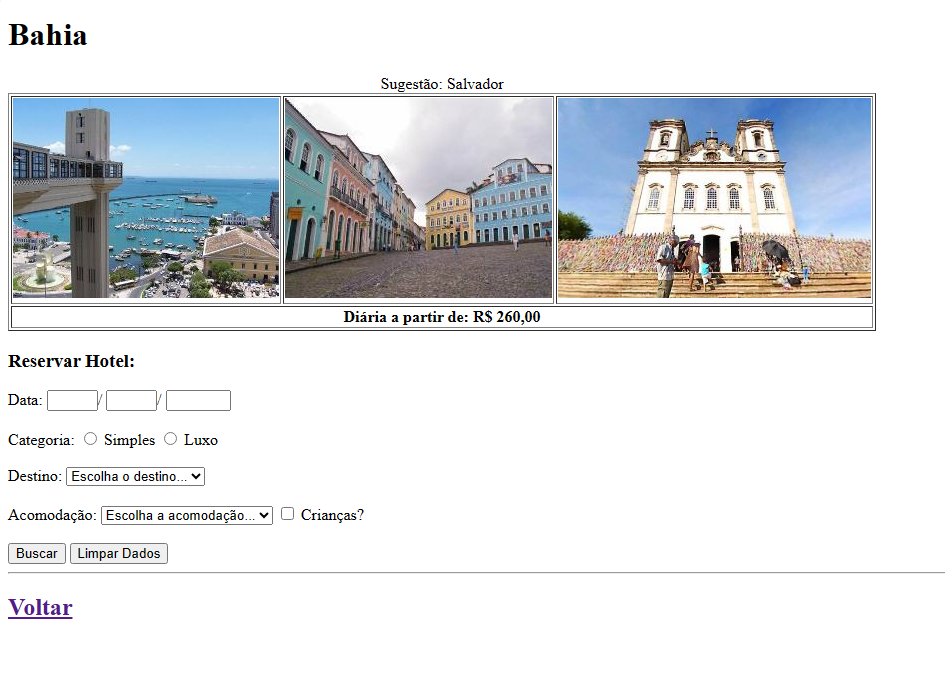 Bahia
Sugestão: Salvador
Diária a partir de: R$ 260,00
Reservar Hotel:
Data: / /
Categoria: Simples Luxo
Destino: Escolha o destino...
Acomodação: Escolha a acomodação... Crianças?
Buscar Limpar Dados
Voltar